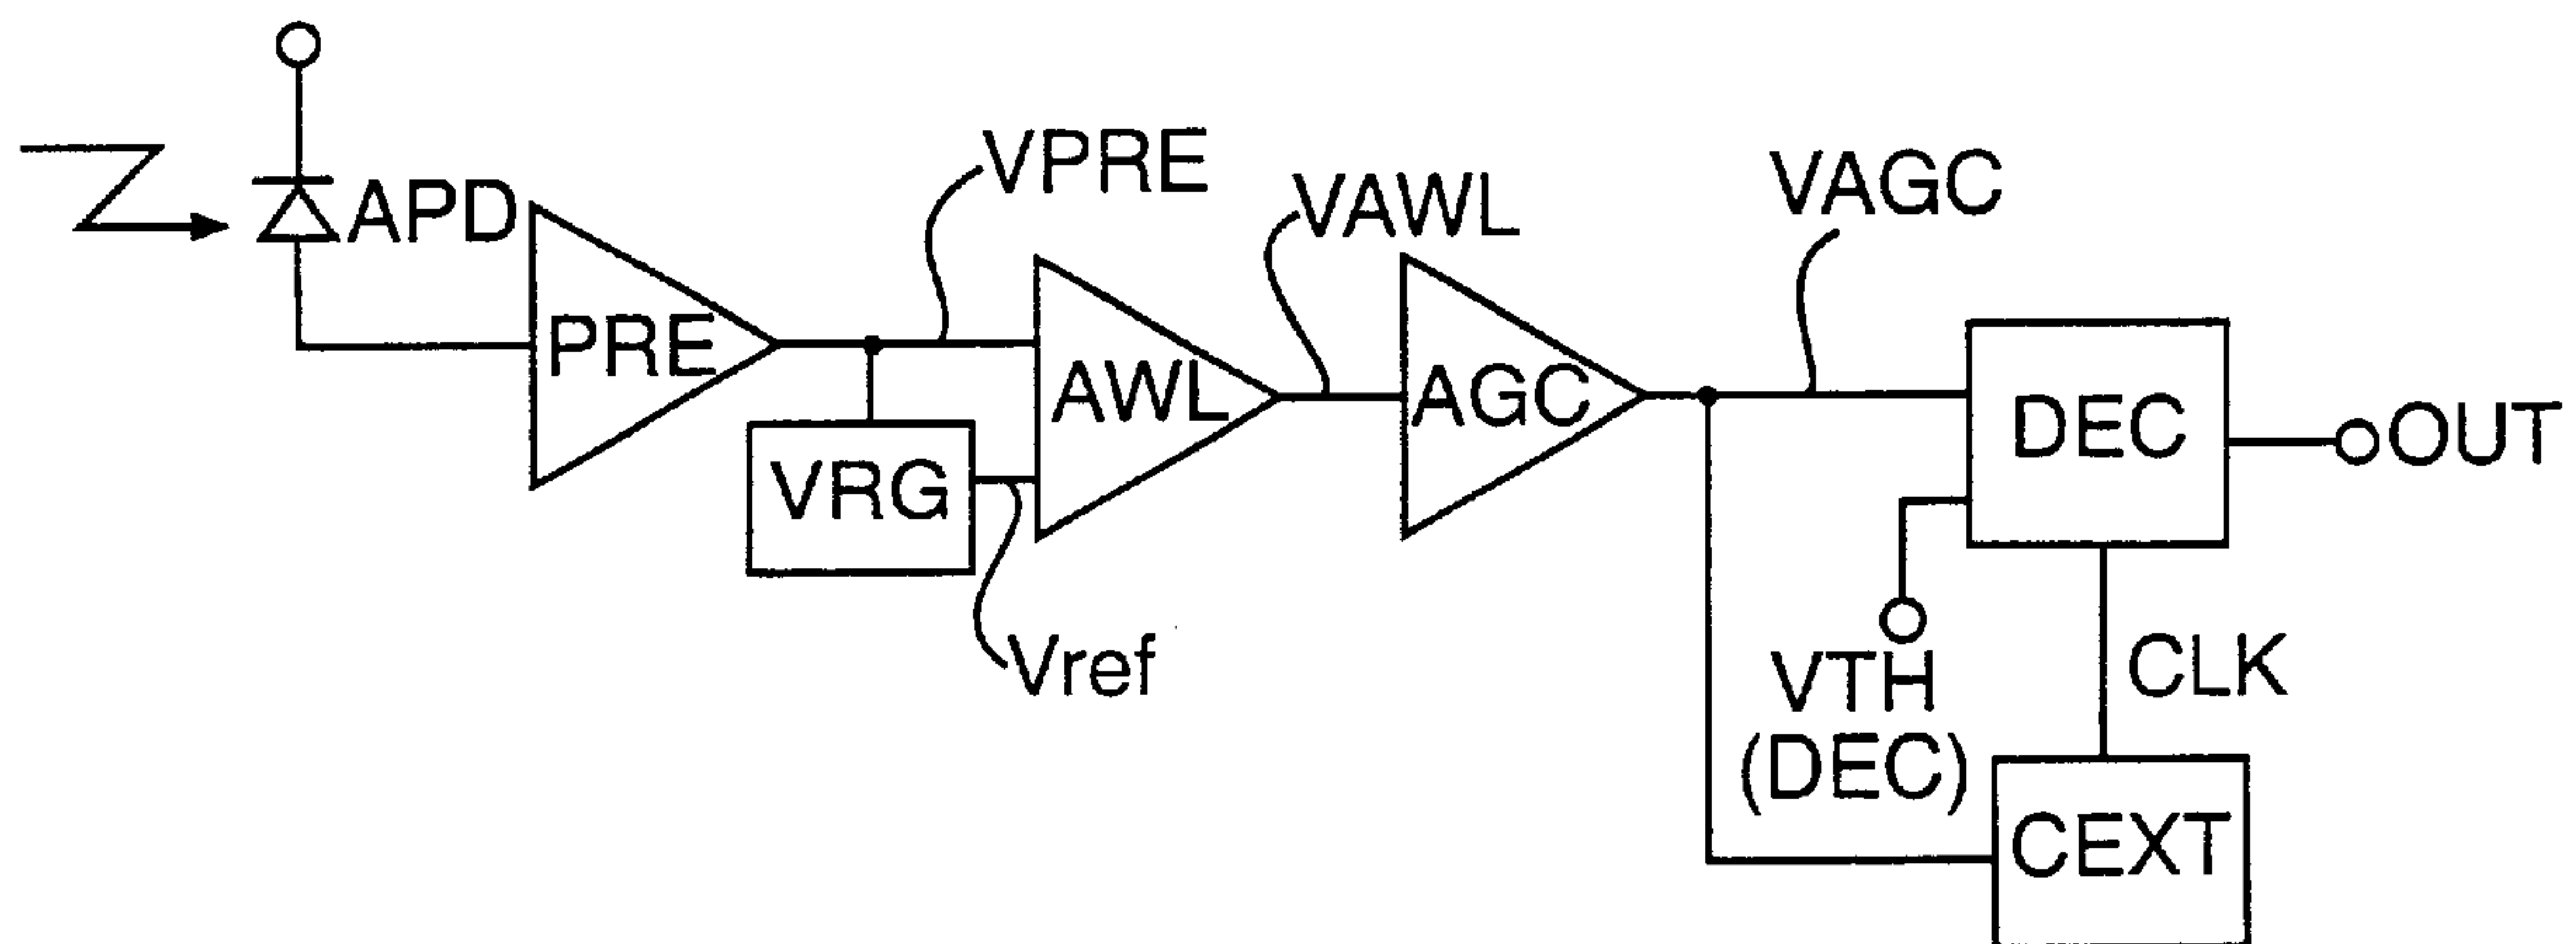 APD
PRE
VPRE
VRG
Vref
AWL
VAWL
AGC
VAGC
DEC
OUT
VTH
(DEC)
CLK
CEXT